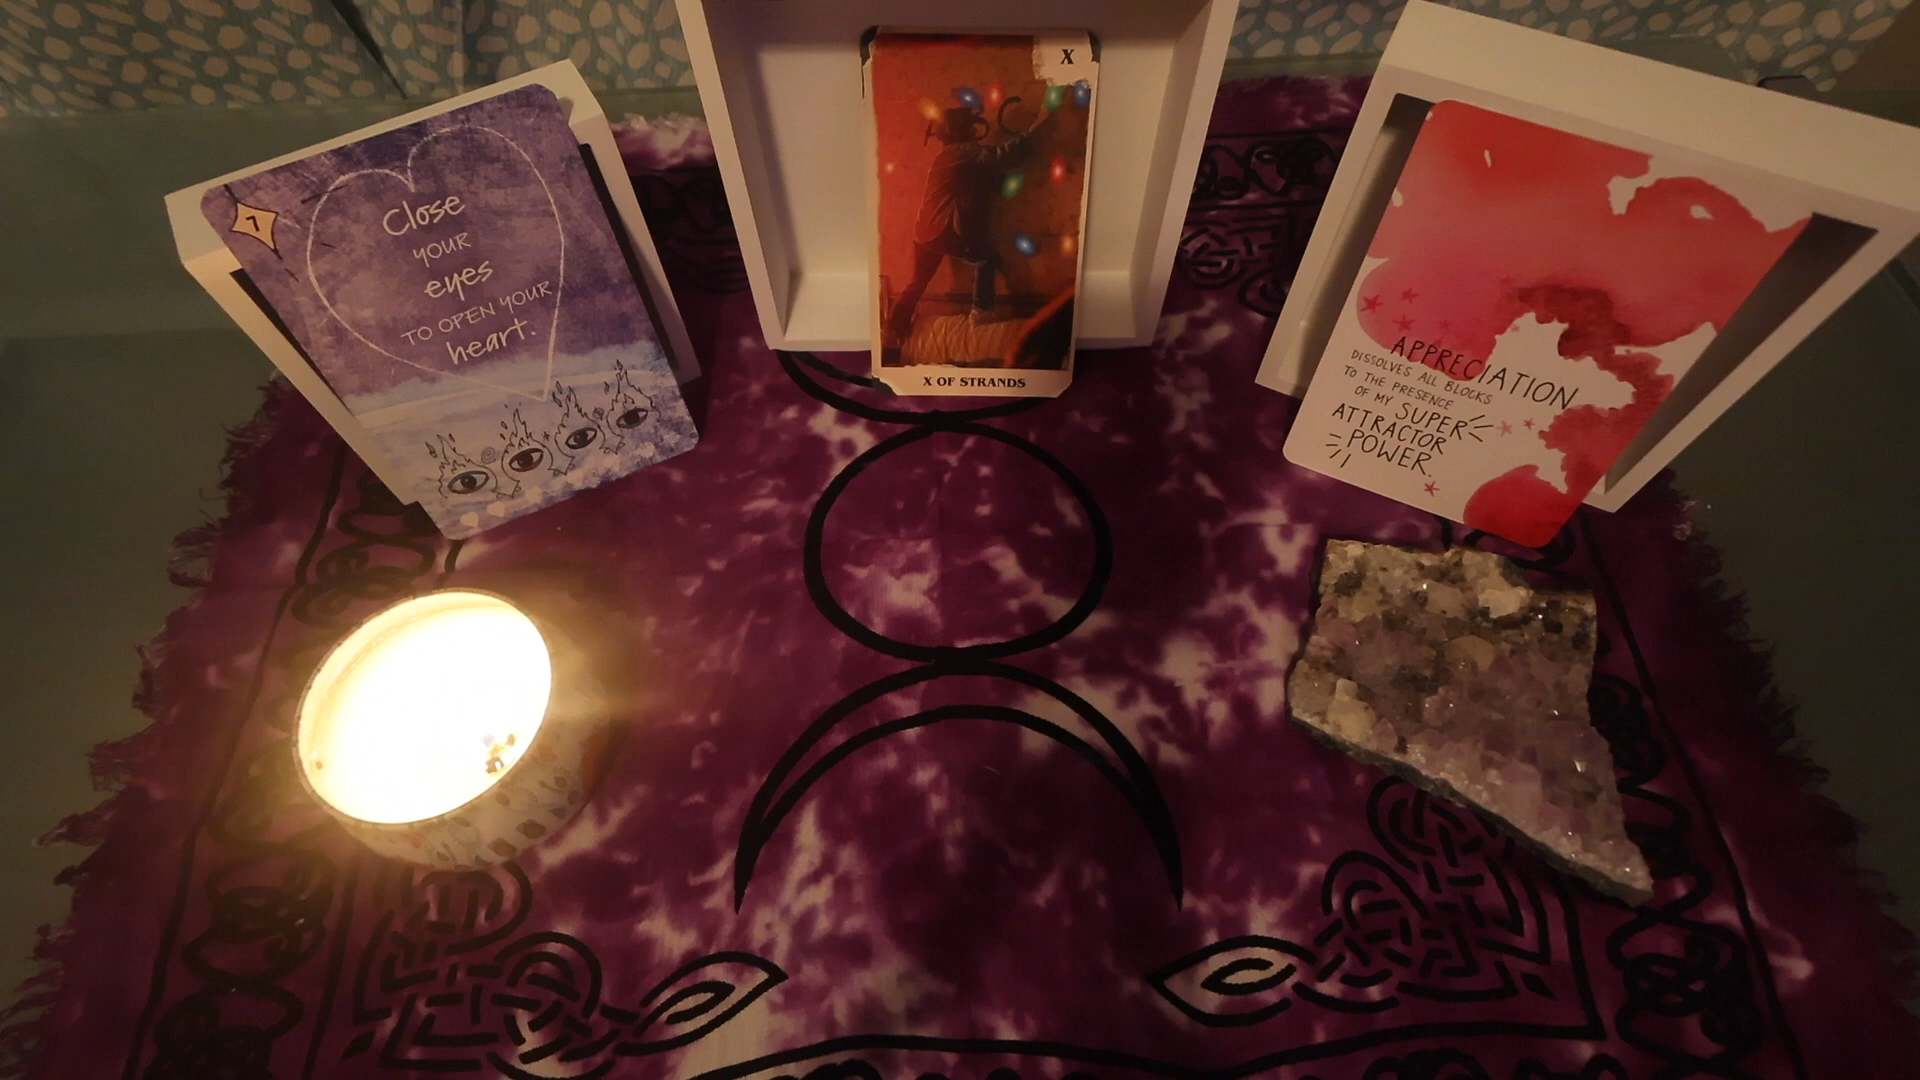 7
Close
YOUR
eyes
TO OPEN YOUR
heart.
X
A B C
X OF STRANDS
APPRECIATION
DISSOLVES ALL BLOCKS
TO THE PRESENCE
OF MY SUPER
ATTRACTOR
POWER.